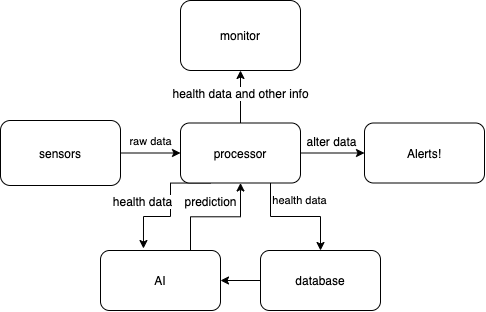 monitor
health data and other info
raw data
alter data
sensors
processor
Alerts!
health data
prediction
health data
AI
database